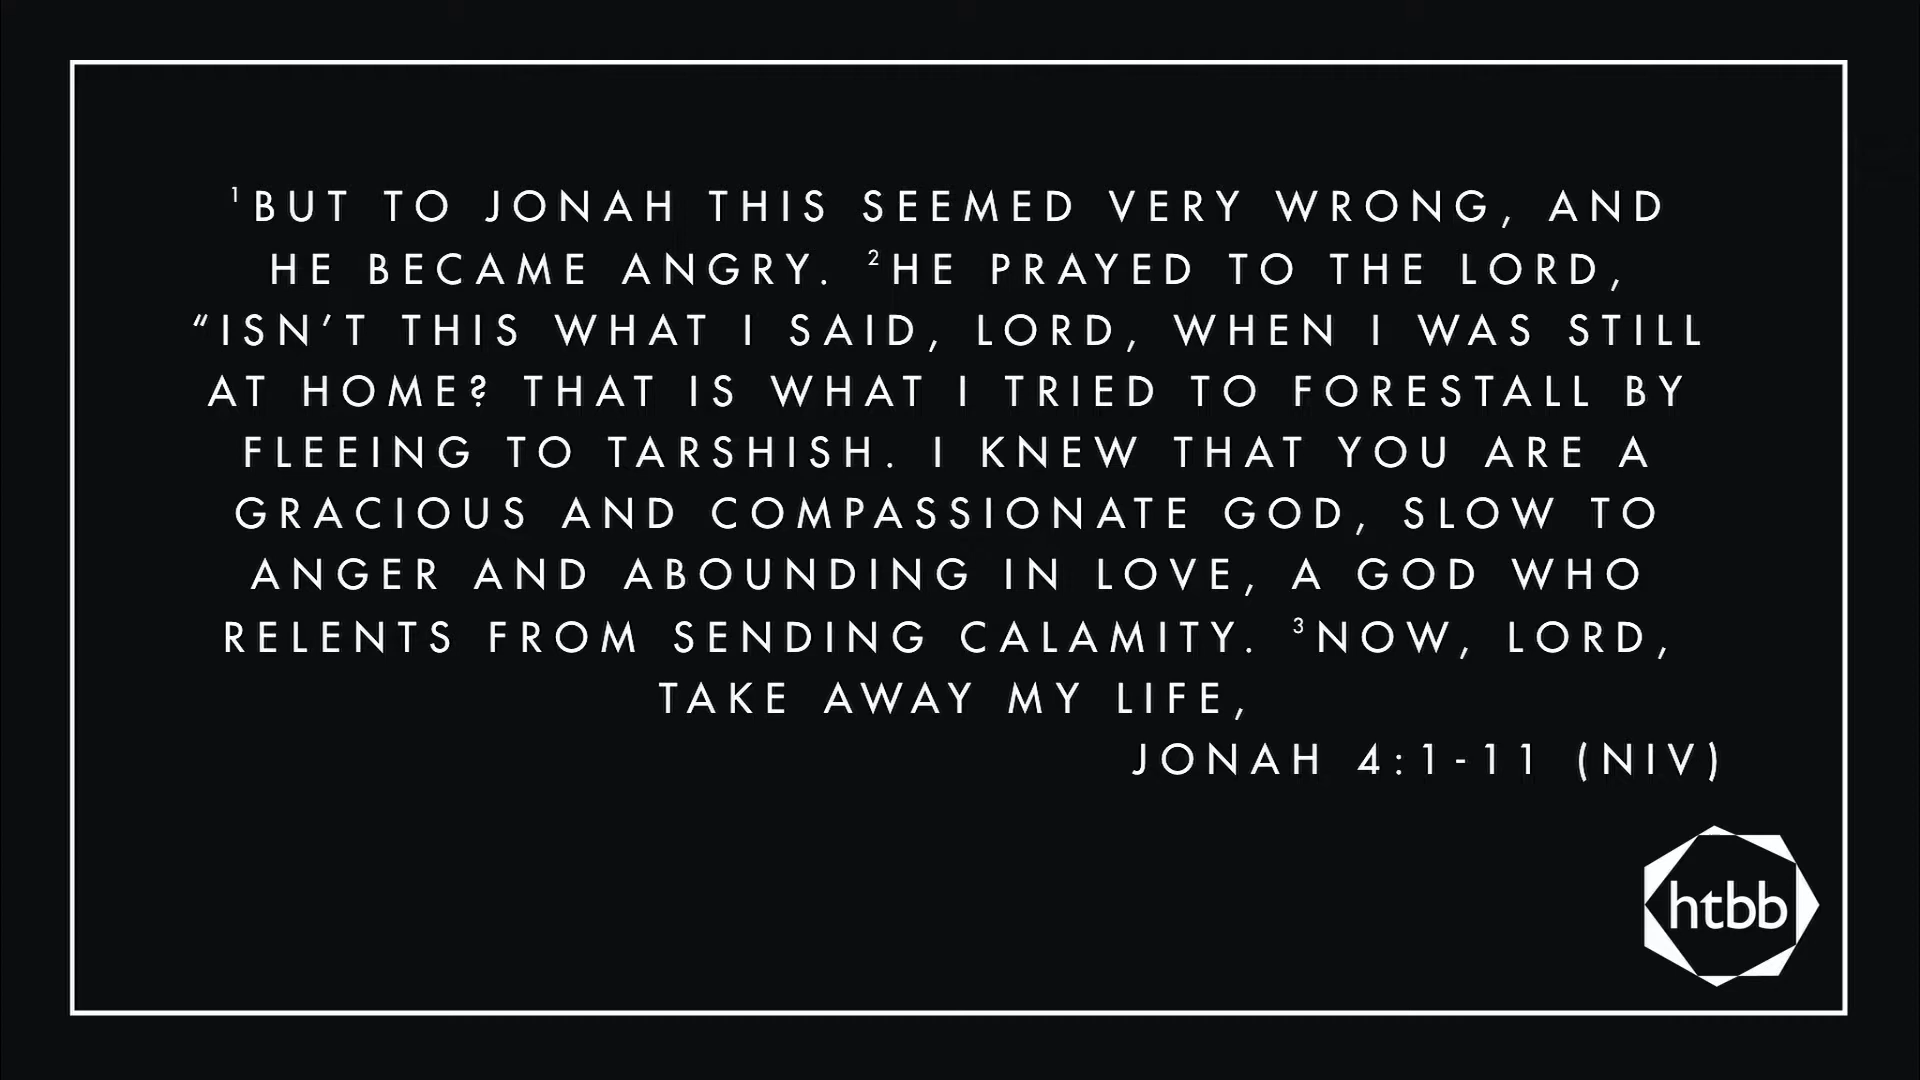 ¹BUT TO JONAH THIS SEEMED VERY WRONG, AND
HE BECAME ANGRY. ²HE PRAYED TO THE LORD,
“ISN’T THIS WHAT I SAID, LORD, WHEN I WAS STILL
AT HOME? THAT IS WHAT I TRIED TO FORESTALL BY
FLEEING TO TARSHISH. I KNEW THAT YOU ARE A
GRACIOUS AND COMPASSIONATE GOD, SLOW TO
ANGER AND ABOUNDING IN LOVE, A GOD WHO
RELENTS FROM SENDING CALAMITY. ³NOW, LORD,
TAKE AWAY MY LIFE,
JONAH 4:1-11 (NIV)
htbb